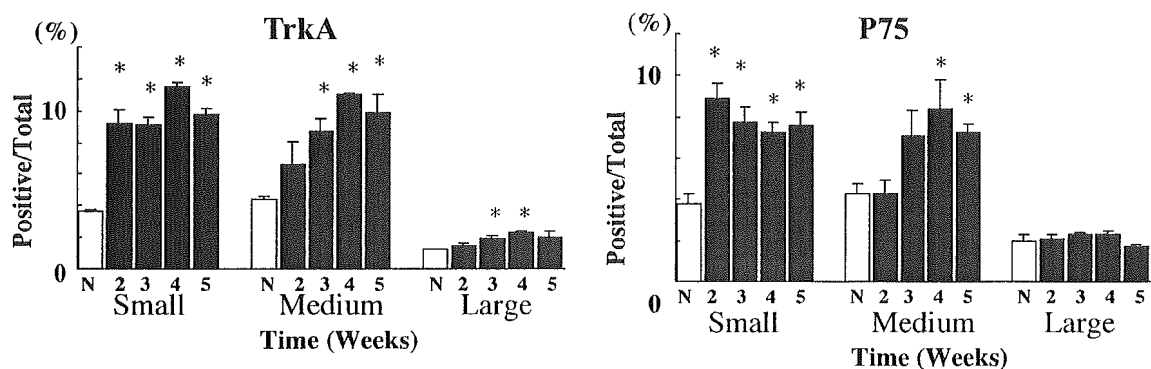 (%)
TrkA
10
0
Positive/Total
* * * *
* * *
* *
N 2 3 4 5
N 2 3 4 5
N 2 3 4 5
Small
Medium
Large
Time (Weeks)
(%)
P75
10
0
Positive/Total
* * * *
* *
N 2 3 4 5
N 2 3 4 5
N 2 3 4 5
Small
Medium
Large
Time (Weeks)